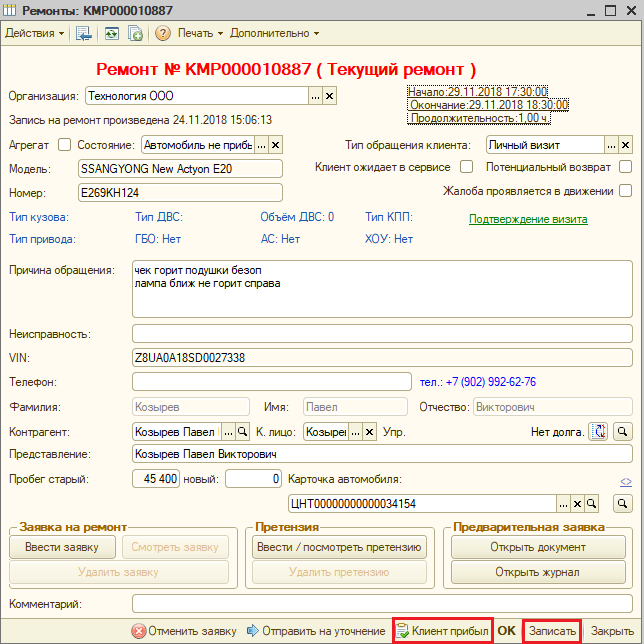 Ремонты: КМР000010887
Действия Печать Дополнительно
Ремонт № КМР000010887 ( Текущий ремонт )
Организация: Технология ООО ... × Начало:29.11.2018 17:30:00
Окончание:29.11.2018 18:30:00
Запись на ремонт произведена 24.11.2018 15:06:13 Продолжительность:1,00 ч.
Агрегат Состояние: Автомобиль не прибы ... × Тип обращения клиента: Личный визит ... ×
Модель: SSANGYONG New Actyon E20 Клиент ожидает в сервисе Потенциальный возврат
Номер: E269KH124 Жалоба проявляется в движении
Тип кузова: Тип ДВС: Объём ДВС: 0 Тип КПП: Подтверждение визита
Тип привода: ГБО: Нет АС: Нет ХОУ: Нет
Причина обращения: чек горит подушки безоп
лампа ближ не горит справа
Неисправность:
VIN: Z8UA0A18SD0027338
Телефон: тел.: +7 (902) 992-62-76
Фамилия: Козырев Имя: Павел Отчество: Викторович
Контрагент: Козырев Павел ... К. лицо: Козырев ... × Упр. Нет долга.
Представление: Козырев Павел Викторович
Пробег старый: 45 400 новый: 0 Карточка автомобиля: <>
ЦНТ00000000000034154 ... ×
Заявка на ремонт Претензия Предварительная заявка
Ввести заявку Смотреть заявку Ввести / посмотреть претензию Открыть документ
Удалить заявку Удалить претензию Открыть журнал
Комментарий:
Отменить заявку Отправить на уточнение Клиент прибыл ОК Записать Закрыть